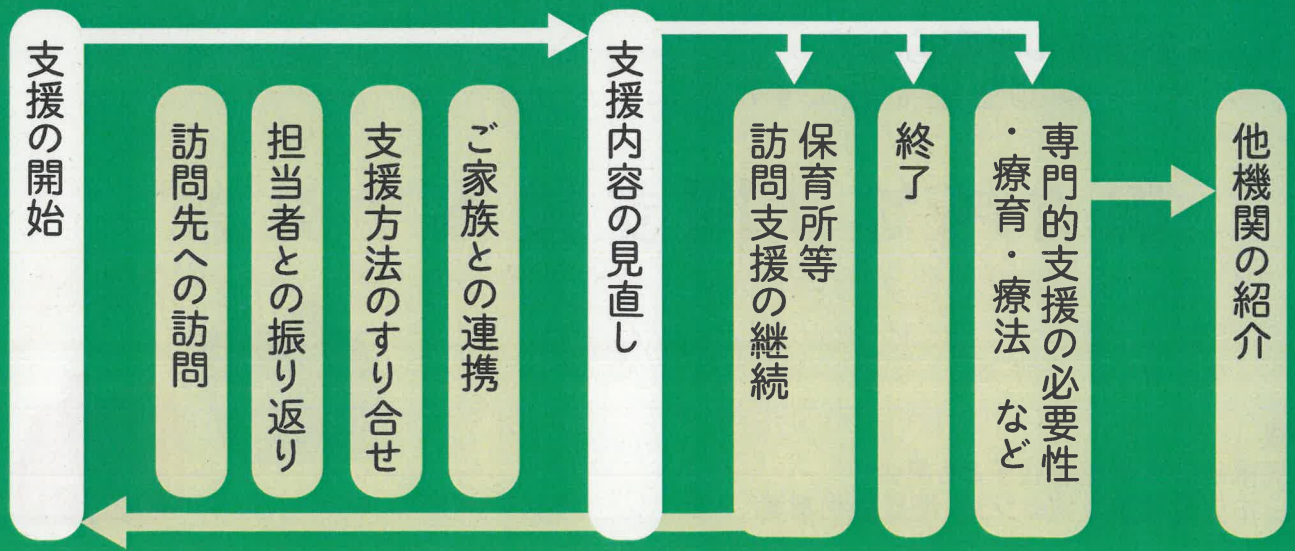 支援の開始
訪問先への訪問
担当者との振り返り
支援方法のすり合せ
ご家族との連携
支援内容の見直し
保育所等
訪問支援の継続
終了
専門的支援の必要性
・療育・療法 など
他機関の紹介